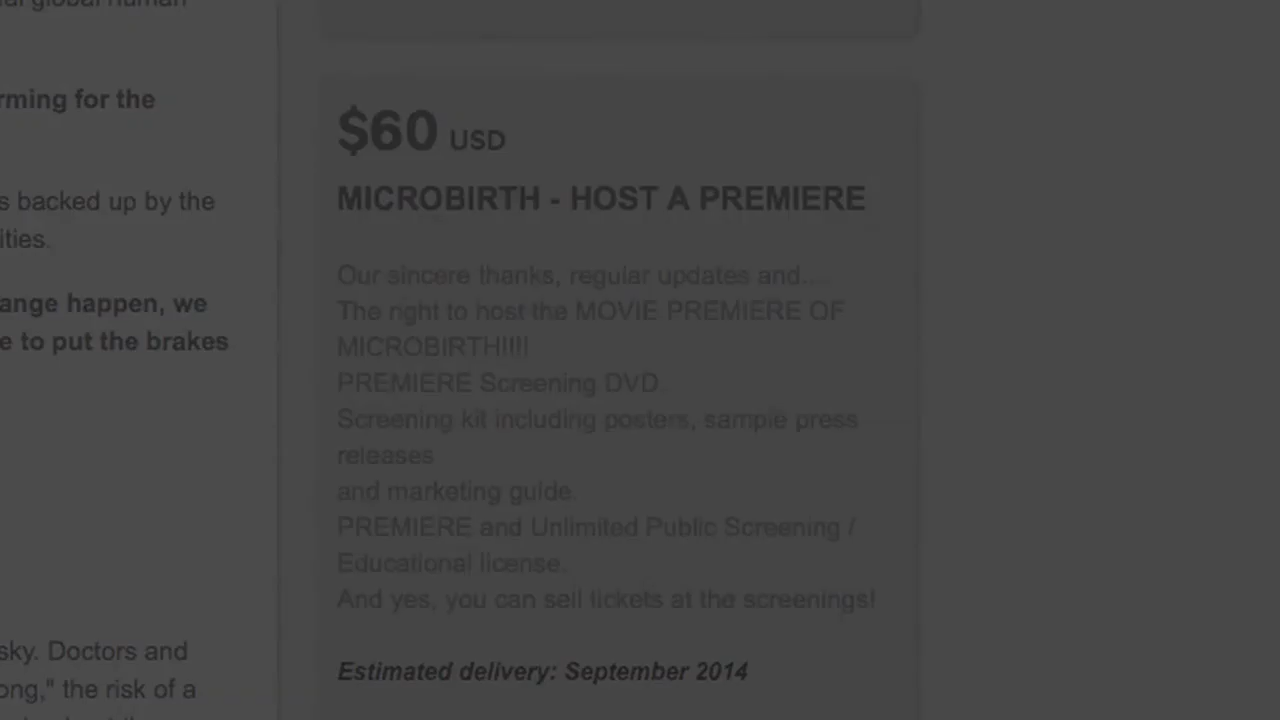 rming for the
s backed up by the
ities.
ange happen, we
e to put the brakes
sky. Doctors and
ong," the risk of a
$60 USD
MICROBIRTH - HOST A PREMIERE
Our sincere thanks, regular updates and....
The right to host the MOVIE PREMIERE OF
MICROBIRTH!!!!
PREMIERE Screening DVD.
Screening kit including posters, sample press
releases
and marketing guide.
PREMIERE and Unlimited Public Screening /
Educational license.
And yes, you can sell tickets at the screenings!
Estimated delivery: September 2014